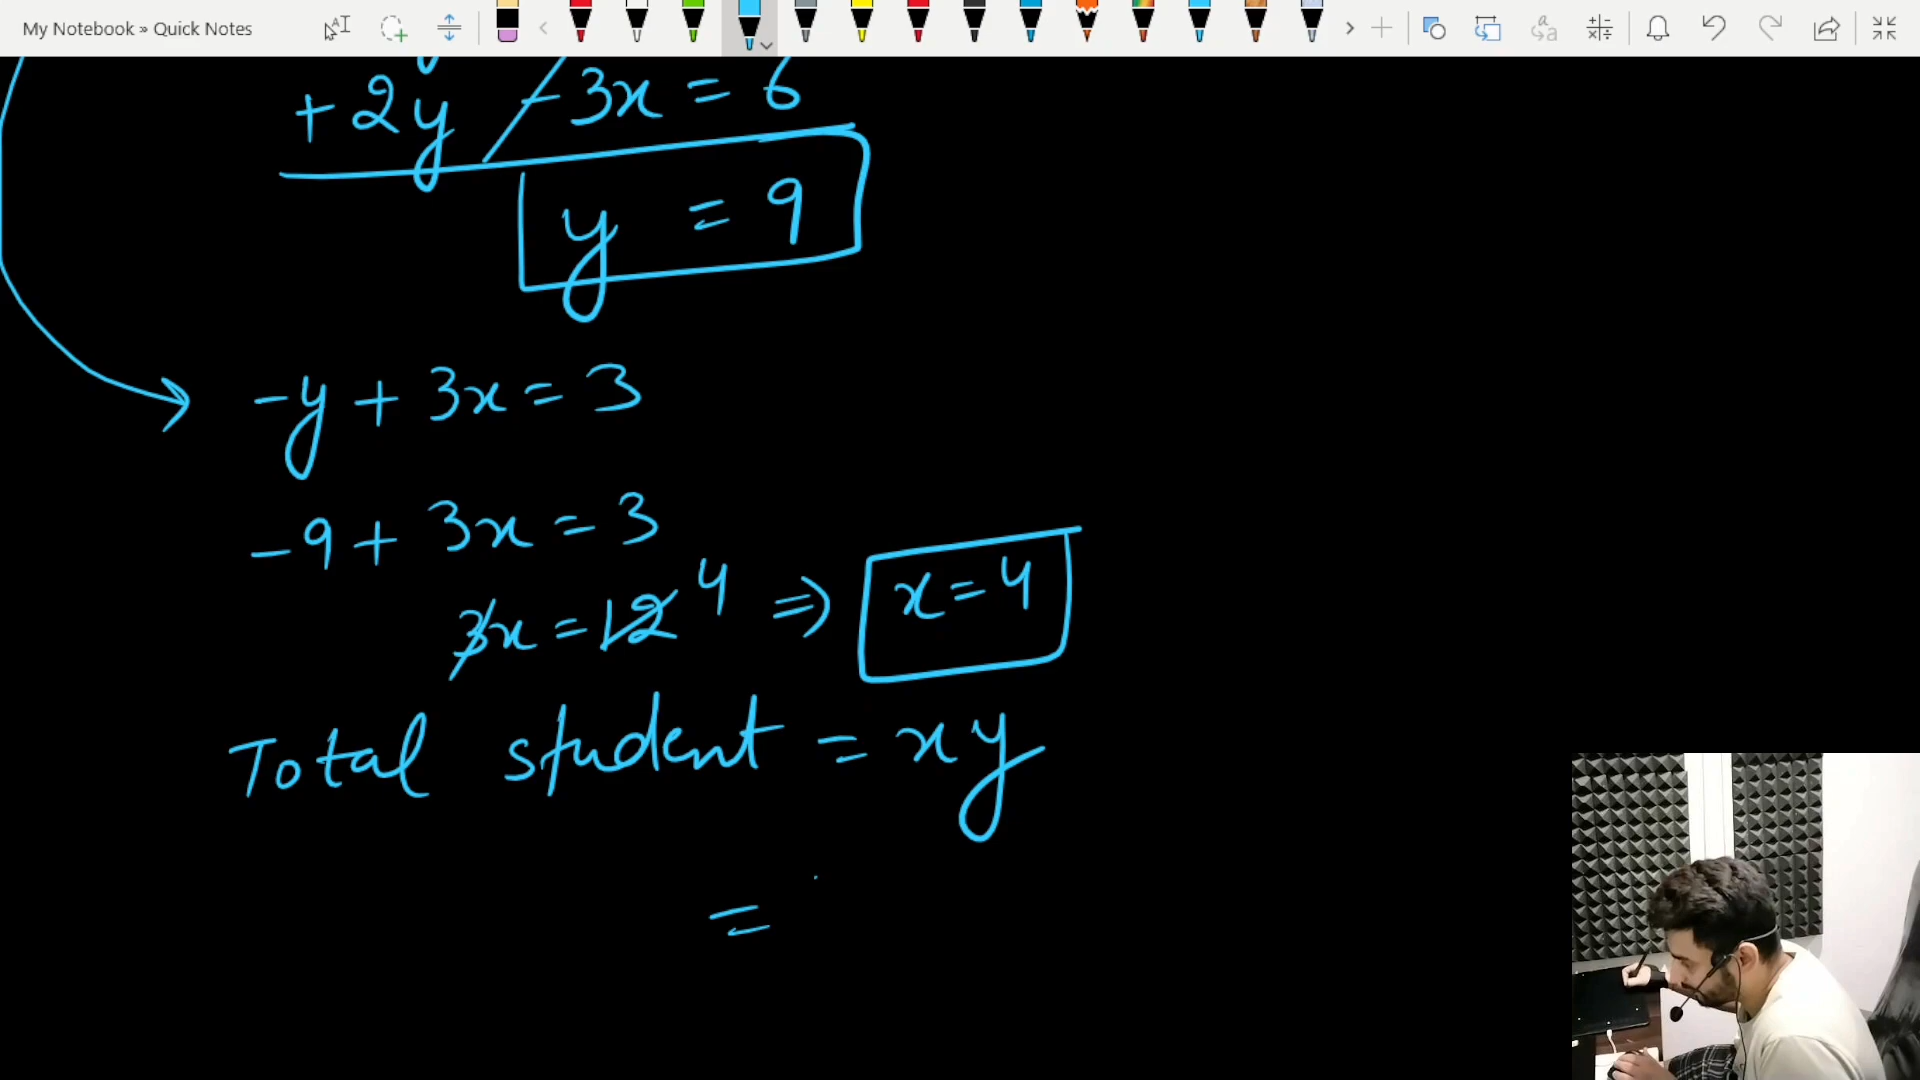 My Notebook » Quick Notes
+ 2y - 3x = 6
y = 9
-y + 3x = 3
-9 + 3x = 3
3x = 12 4 ⇒ x = 4
Total student = xy
=